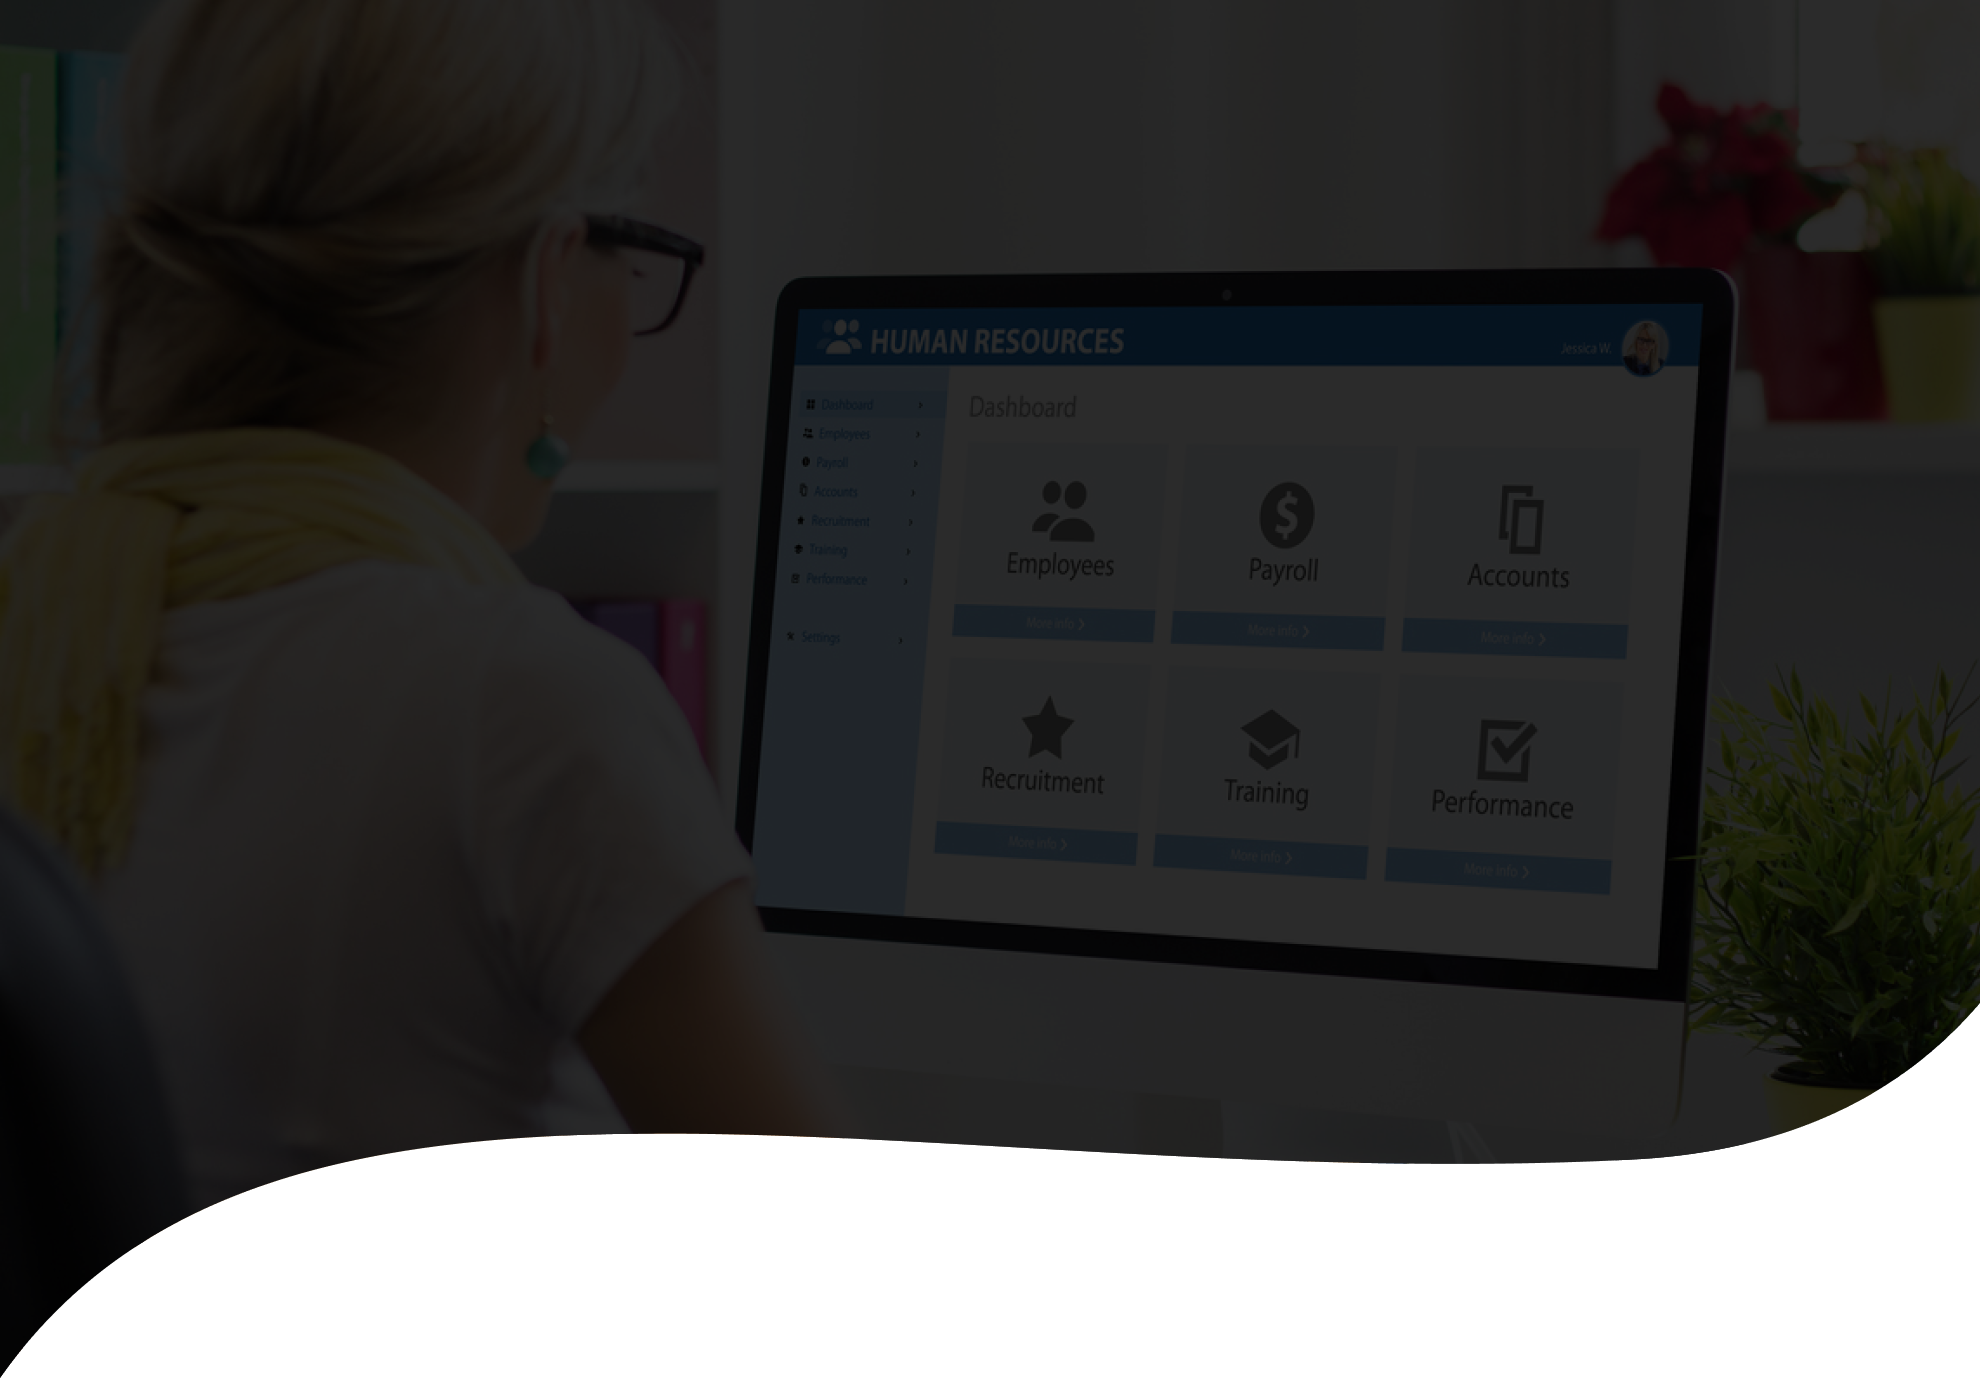 HUMAN RESOURCES
Jessica W.
Dashboard
Employees
Payroll
Accounts
Recruitment
Training
Performance
Settings
Dashboard
Employees
More info
Payroll
More info
Accounts
More info
Recruitment
More info
Training
More info
Performance
More info